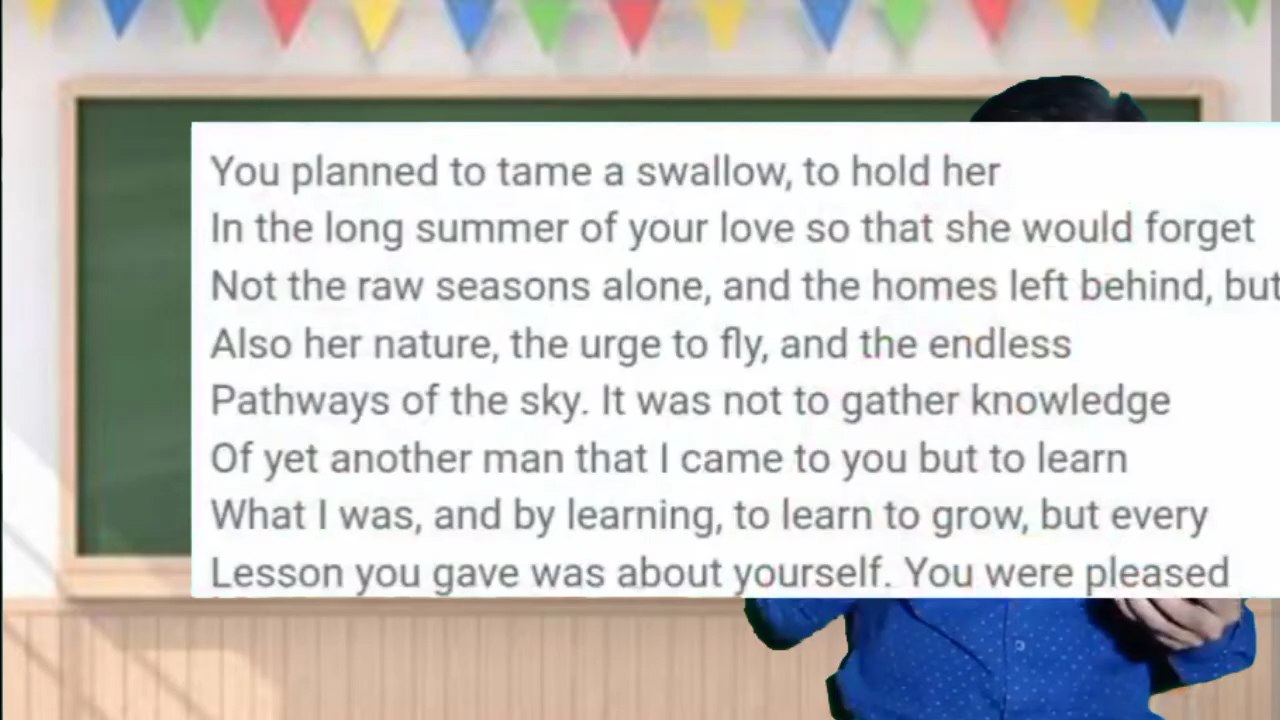 You planned to tame a swallow, to hold her
In the long summer of your love so that she would forget
Not the raw seasons alone, and the homes left behind, but
Also her nature, the urge to fly, and the endless
Pathways of the sky. It was not to gather knowledge
Of yet another man that I came to you but to learn
What I was, and by learning, to learn to grow, but every
Lesson you gave was about yourself. You were pleased